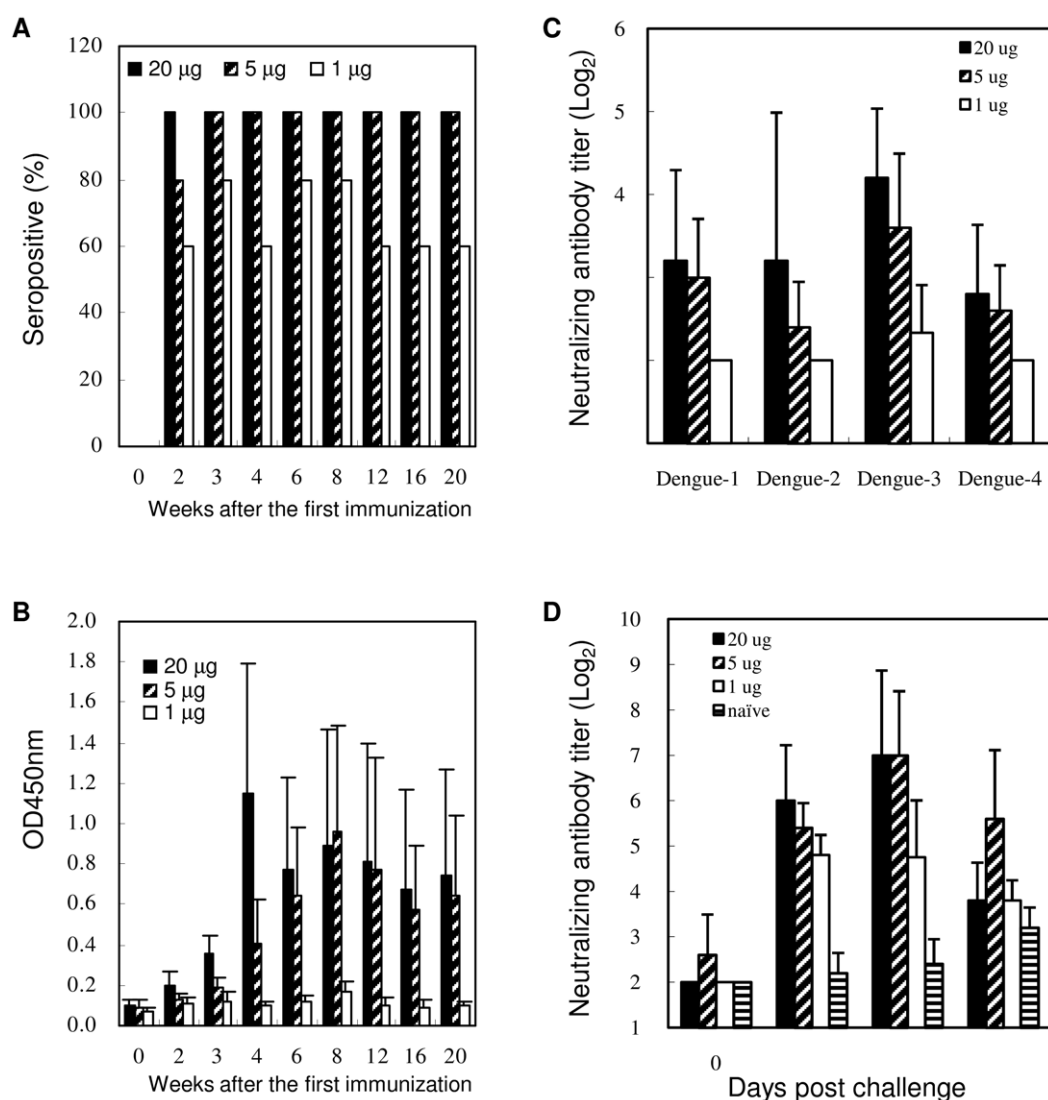 A
120
100
80
60
40
20
0
Seropositive (%)
20 µg 5 µg 1 µg
0 2 3 4 6 8 12 16 20
Weeks after the first immunization
C
6
5
4
Neutralizing antibody titer (Log2)
20 ug
5 ug
1 ug
Dengue-1 Dengue-2 Dengue-3 Dengue-4
B
2.0
1.8
1.6
1.4
1.2
1.0
0.8
0.6
0.4
0.2
0.0
OD450nm
20 µg
5 µg
1 µg
0 2 3 4 6 8 12 16 20
Weeks after the first immunization
D
10
9
8
7
6
5
4
3
2
1
Neutralizing antibody titer (Log2)
20 ug
5 ug
1 ug
naïve
0
Days post challenge